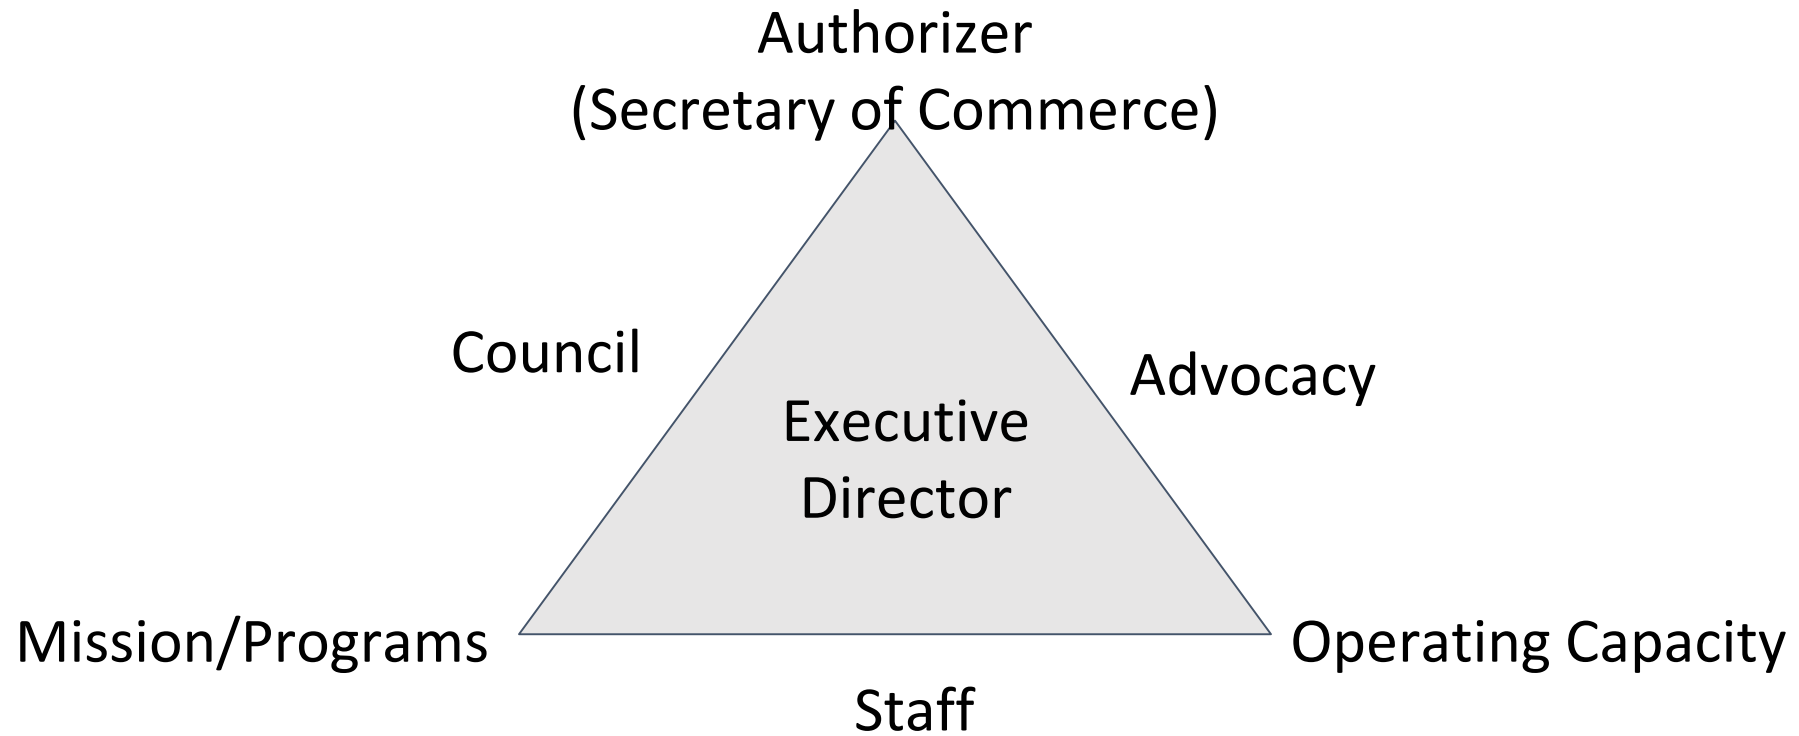 Authorizer
(Secretary of Commerce)
Council
Advocacy
Executive
Director
Mission/Programs
Operating Capacity
Staff